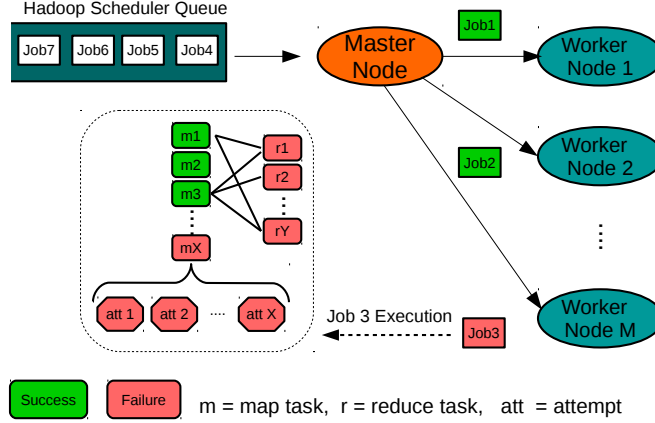 Hadoop Scheduler Queue
Job7 Job6 Job5 Job4
Master
Node
Job1
Worker
Node 1
Job2
Worker
Node 2
Worker
Node M
m1
m2
m3
mX
r1
r2
rY
att 1 att 2 att X
Job 3 Execution
Job3
Success Failure m = map task, r = reduce task, att = attempt